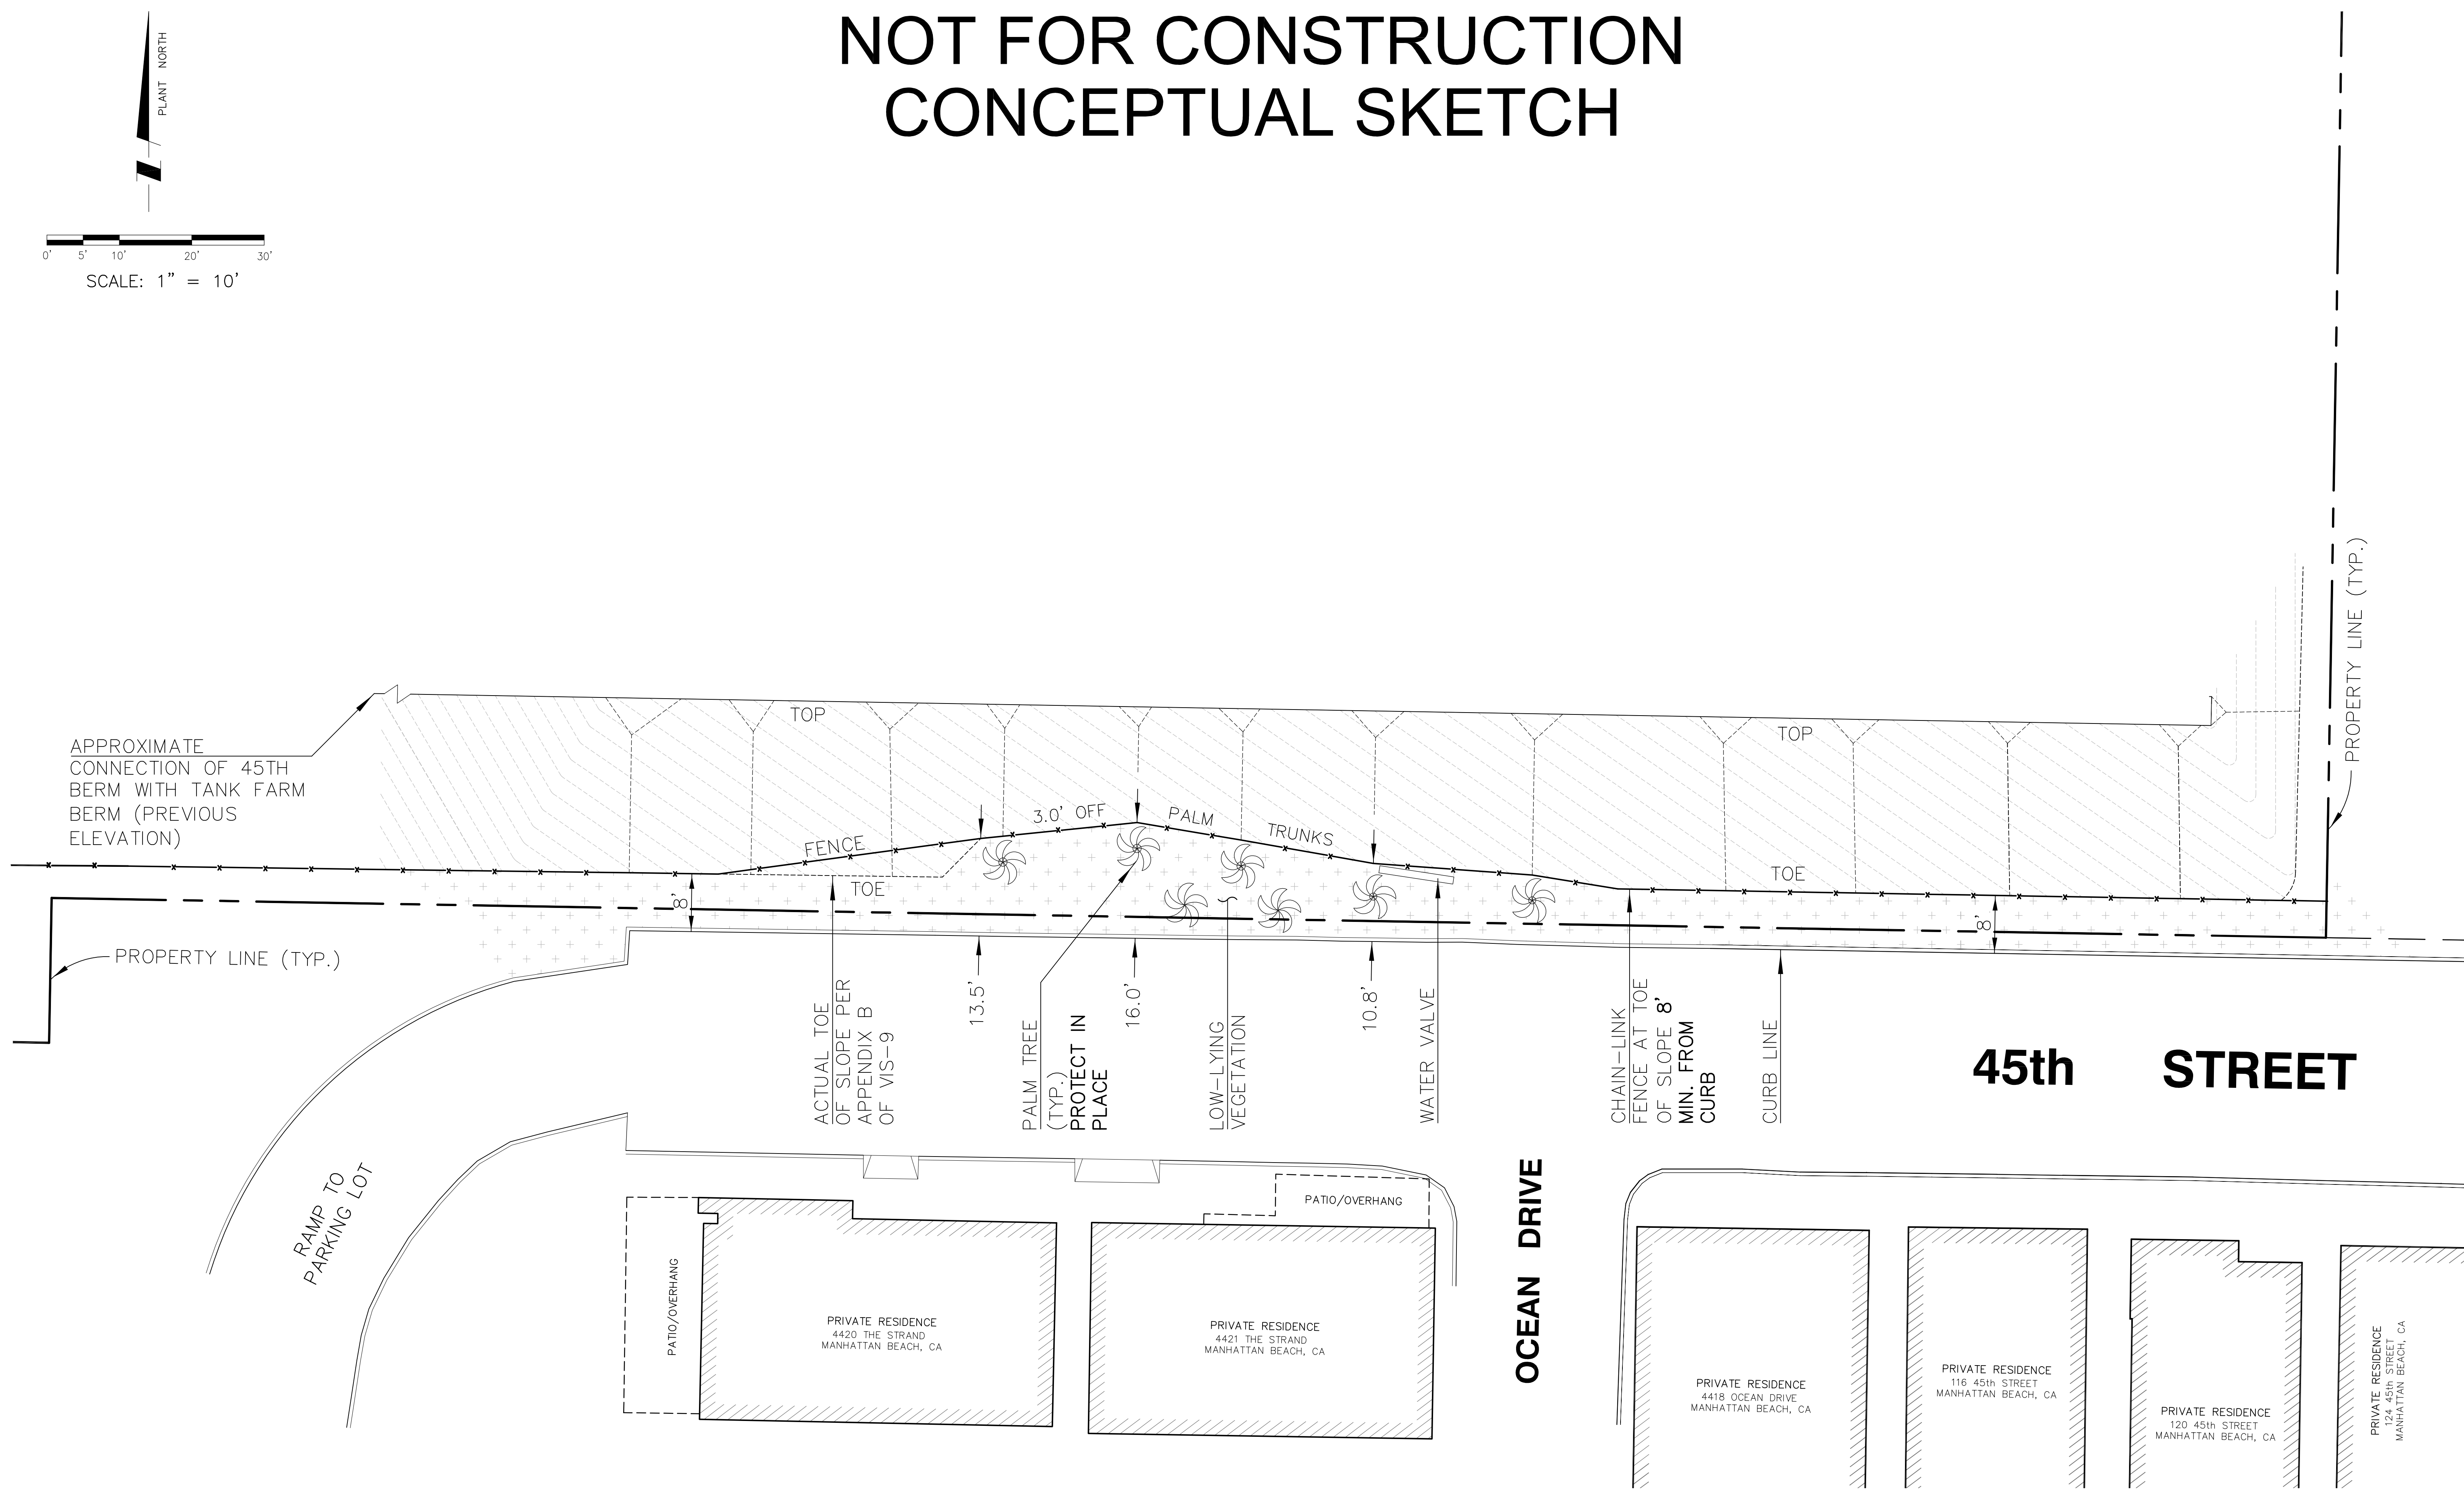 NOT FOR CONSTRUCTION
CONCEPTUAL SKETCH
PLANT NORTH
0' 5' 10' 20' 30'
SCALE: 1" = 10'
PROPERTY LINE (TYP.)
APPROXIMATE
CONNECTION OF 45TH
BERM WITH TANK FARM
BERM (PREVIOUS
ELEVATION)
TOP
TOP
FENCE
3.0' OFF
PALM
TRUNKS
TOE
TOE
8'
8'
PROPERTY LINE (TYP.)
ACTUAL TOE
OF SLOPE PER
APPENDIX B
OF VIS-9
13.5'
PALM TREE
(TYP.)
PROTECT IN
PLACE
16.0'
LOW-LYING
VEGETATION
10.8'
WATER VALVE
CHAIN-LINK
FENCE AT TOE
OF SLOPE 8'
MIN. FROM
CURB
CURB LINE
45th STREET
RAMP TO
PARKING LOT
OCEAN DRIVE
PATIO/OVERHANG
PATIO/OVERHANG
PRIVATE RESIDENCE
4420 THE STRAND
MANHATTAN BEACH, CA
PRIVATE RESIDENCE
4421 THE STRAND
MANHATTAN BEACH, CA
PRIVATE RESIDENCE
4418 OCEAN DRIVE
MANHATTAN BEACH, CA
PRIVATE RESIDENCE
116 45th STREET
MANHATTAN BEACH, CA
PRIVATE RESIDENCE
120 45th STREET
MANHATTAN BEACH, CA
PRIVATE RESIDENCE
124 45th STREET
MANHATTAN BEACH, CA